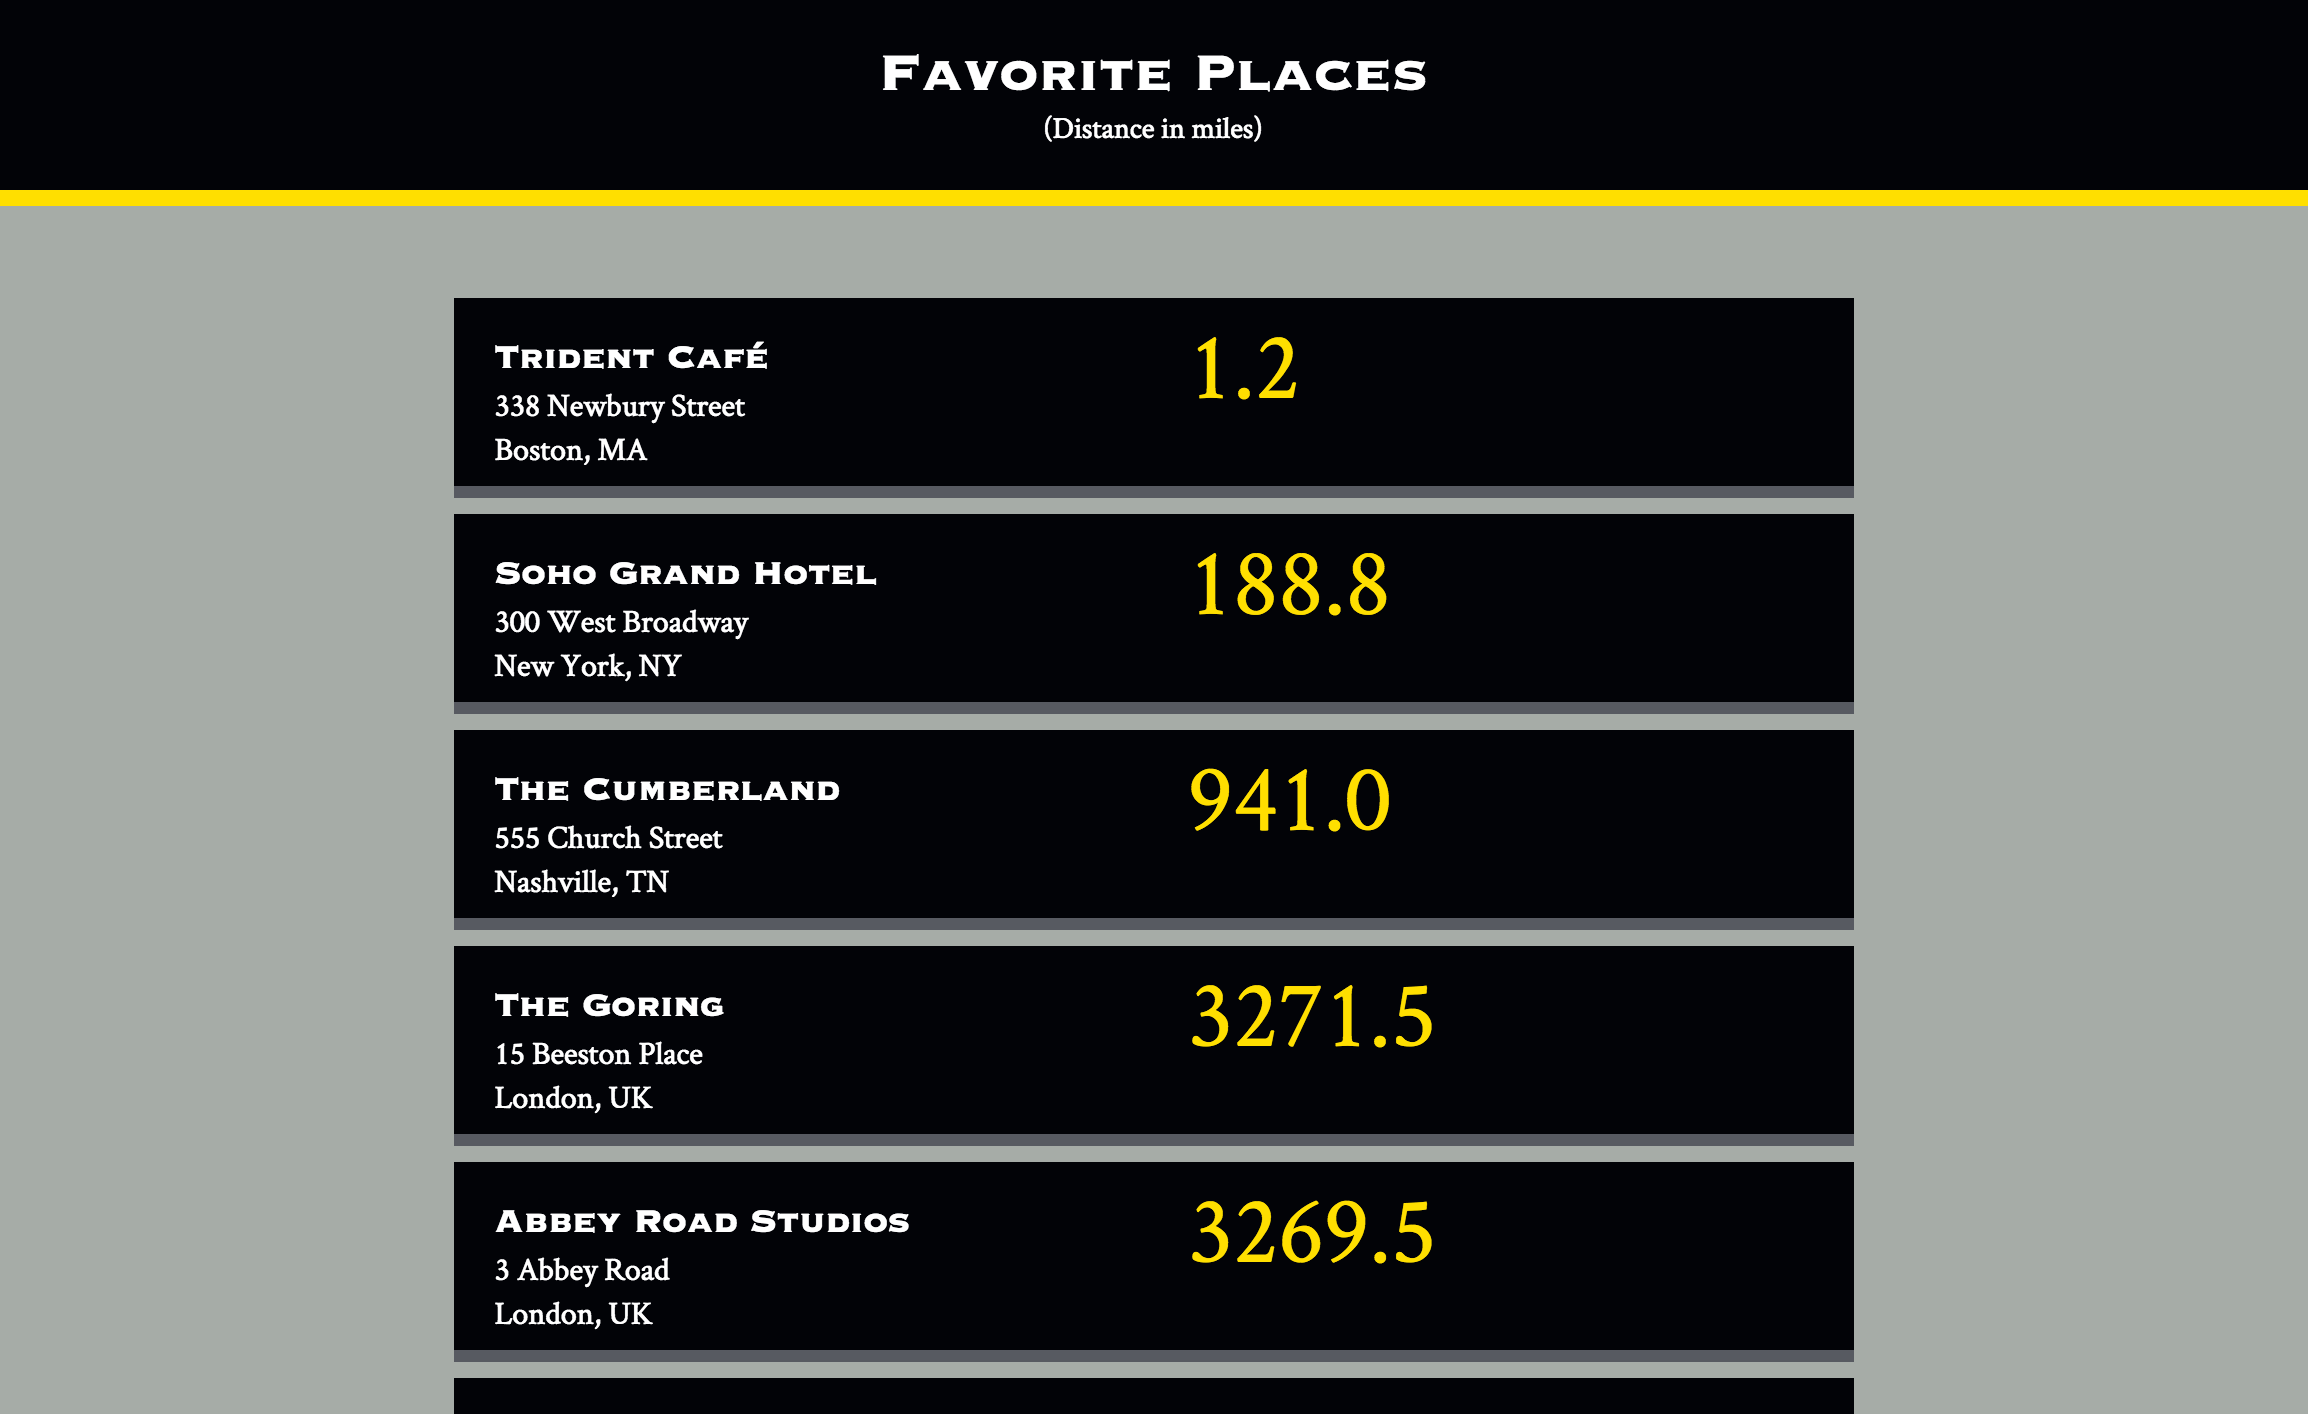 Favorite Places
(Distance in miles)
Trident Café
1.2
338 Newbury Street
Boston, MA
Soho Grand Hotel
188.8
300 West Broadway
New York, NY
The Cumberland
941.0
555 Church Street
Nashville, TN
The Goring
3271.5
15 Beeston Place
London, UK
Abbey Road Studios
3269.5
3 Abbey Road
London, UK